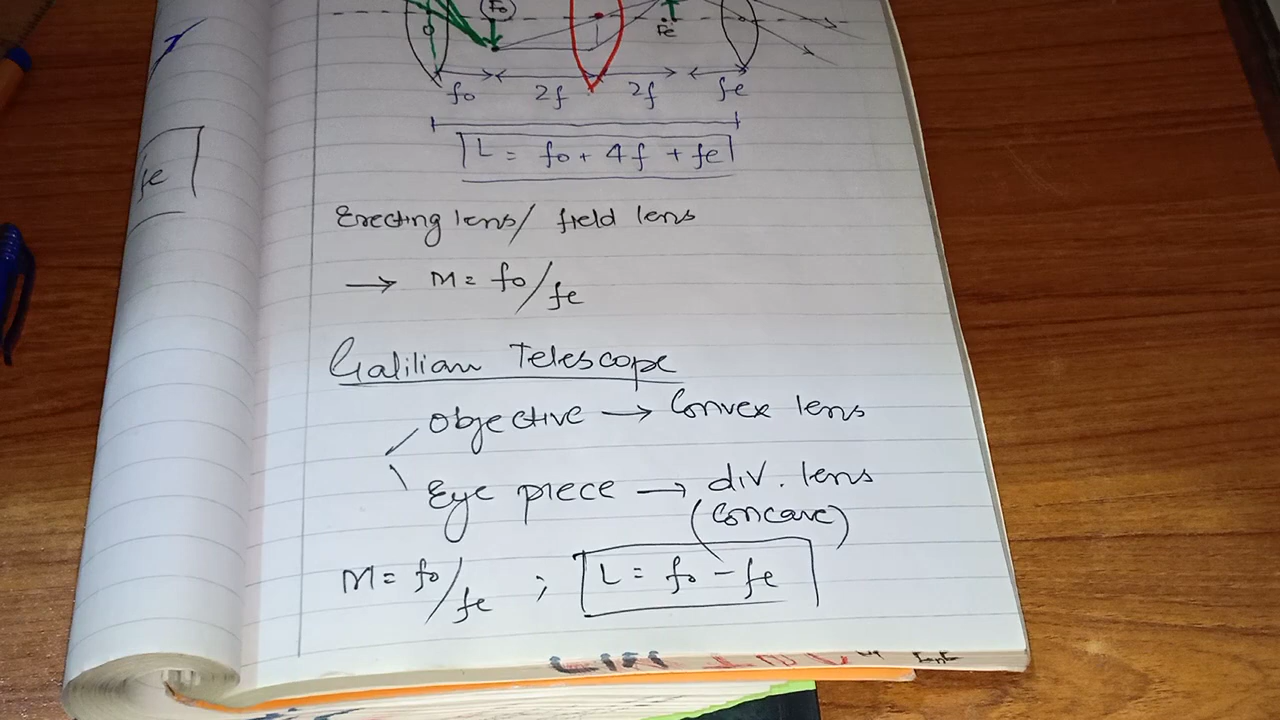 Fo
O
Fe
fo 2f 2f fe
L = fo + 4f + fe
fe
Erecting lens/ field lens
→ M = fo/fe
Galilian Telescope
Objective → Convex lens
Eye piece → div. lens
(Concave)
M = fo/fe ; L = fo - fe